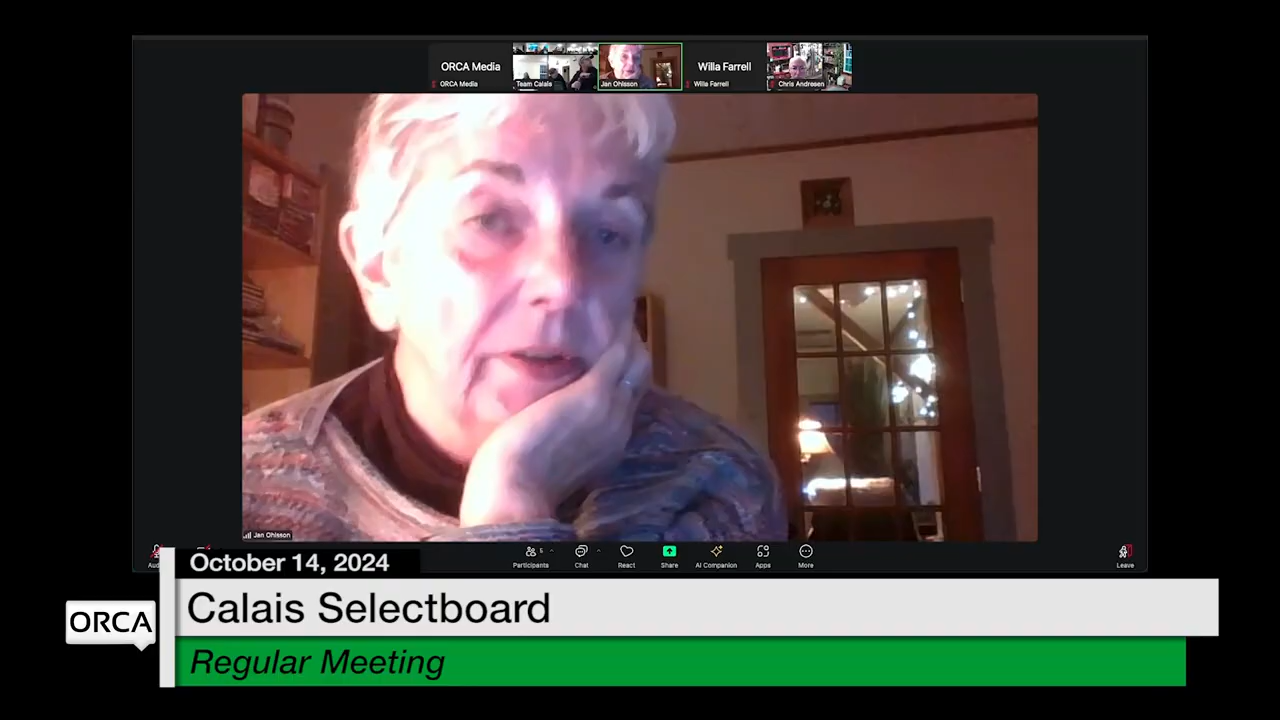 ORCA Media
Willa Farrell
ORCA Media
Team Calais
Jan Ohlsson
Willa Farrell
Chris Andresen
Jan Ohlsson
5
Participants
Chat
React
Share
AI Companion
Apps
More
Leave
October 14, 2024
Calais Selectboard
ORCA
Regular Meeting